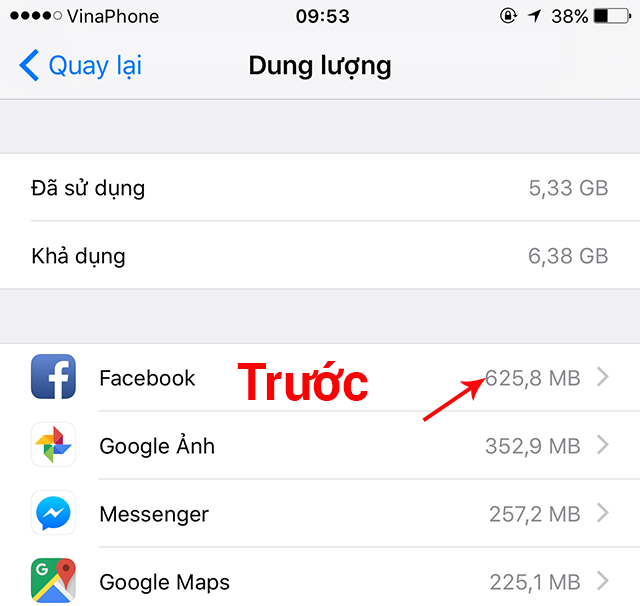 VinaPhone 09:53 38%
Quay lại Dung lượng
Đã sử dụng 5,33 GB
Khả dụng 6,38 GB
Facebook Trước 625,8 MB
Google Ảnh 352,9 MB
Messenger 257,2 MB
Google Maps 225,1 MB